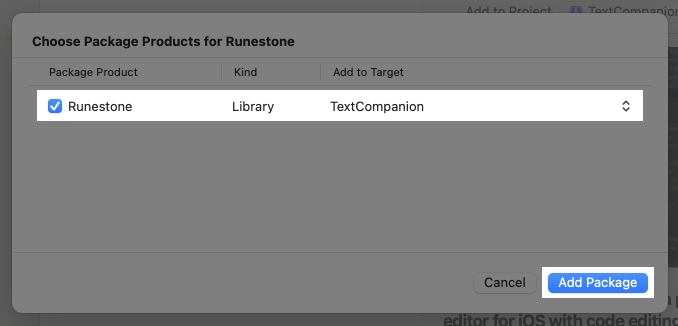 Add to Project: TextCompanion
Choose Package Products for Runestone
Package Product Kind Add to Target
Runestone Library TextCompanion
Cancel Add Package
editor for iOS with code editing